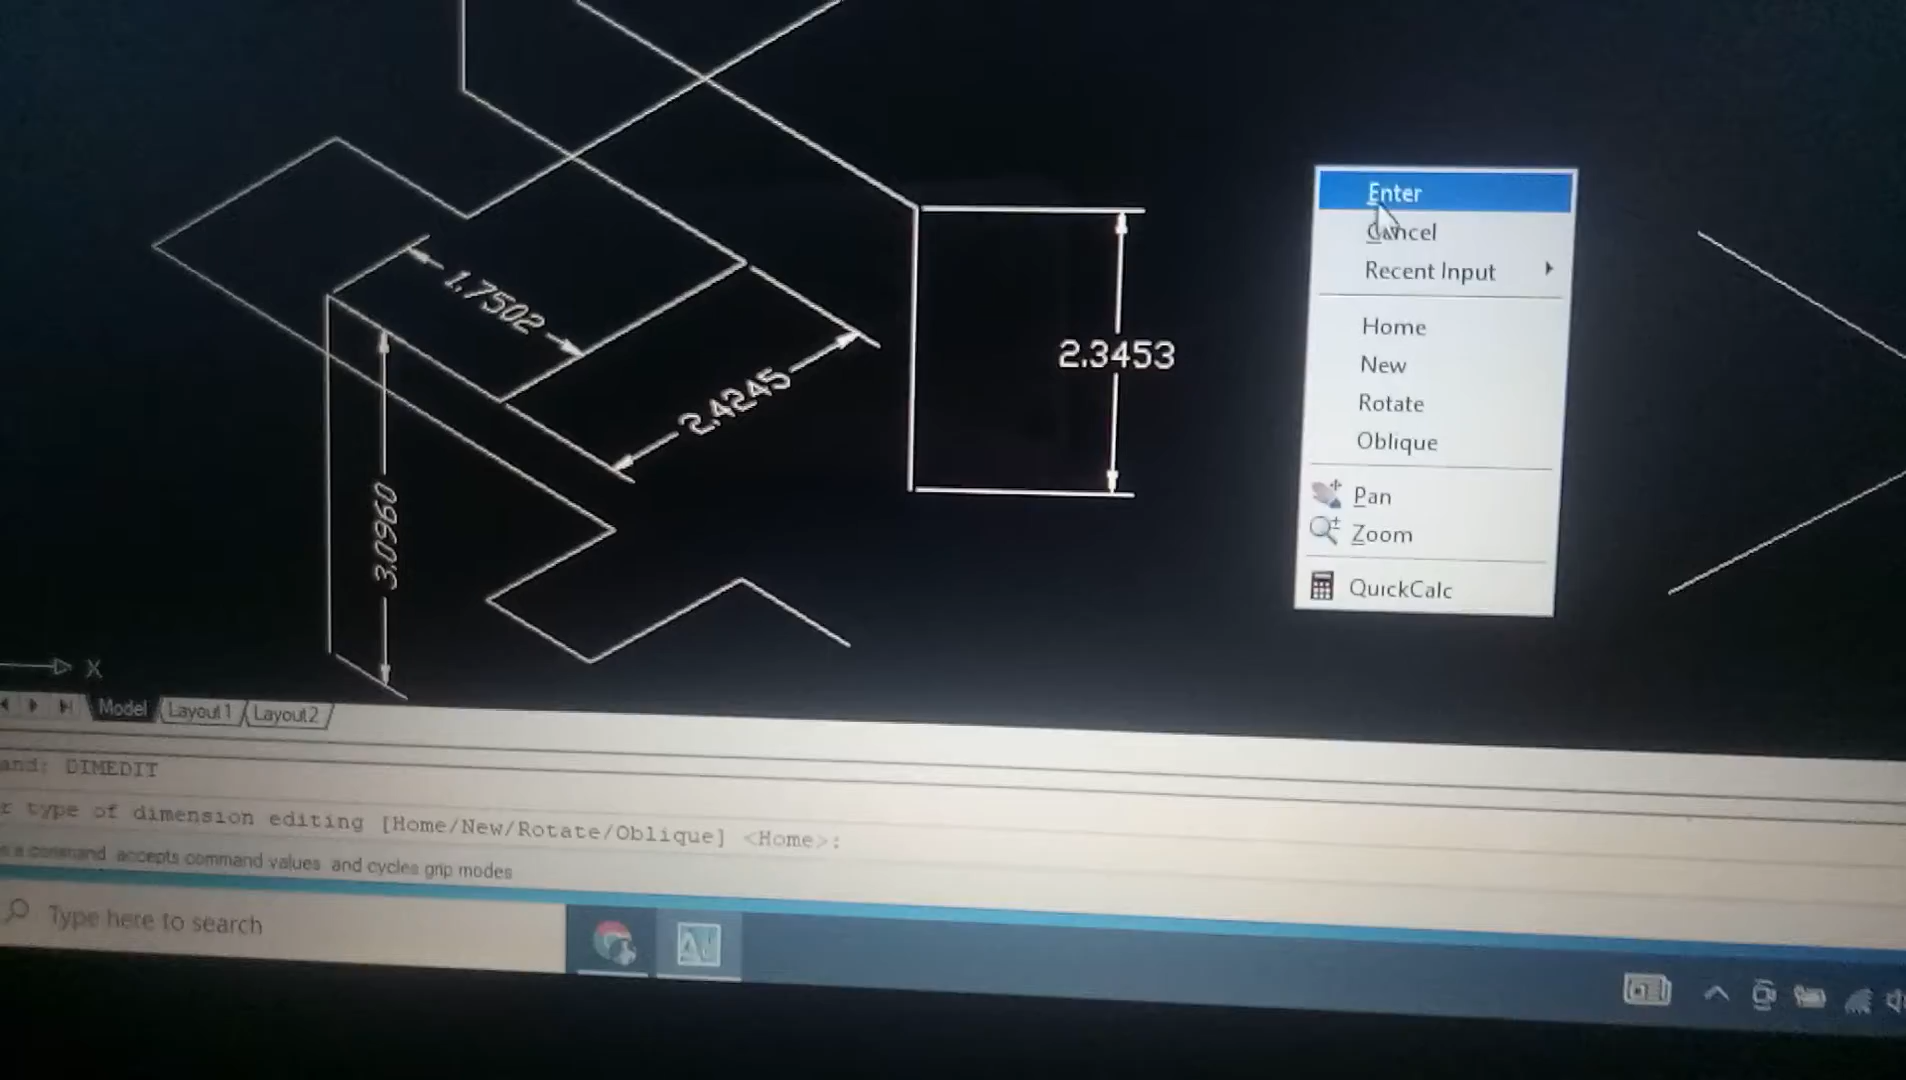 1.7502
2.4245
3.0960
2.3453
Enter
Cancel
Recent Input
Home
New
Rotate
Oblique
Pan
Zoom
QuickCalc
X
Model
Layout1
Layout2
and: DIMEDIT
r type of dimension editing [Home/New/Rotate/Oblique] <Home>:
s a command accepts command values and cycles grip modes
Type here to search